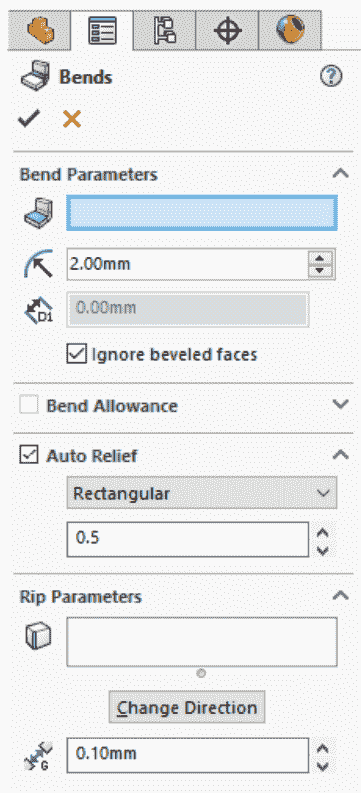 Bends
?
Bend Parameters
2.00mm
D1
0.00mm
Ignore beveled faces
Bend Allowance
Auto Relief
Rectangular
0.5
Rip Parameters
Change Direction
G
0.10mm